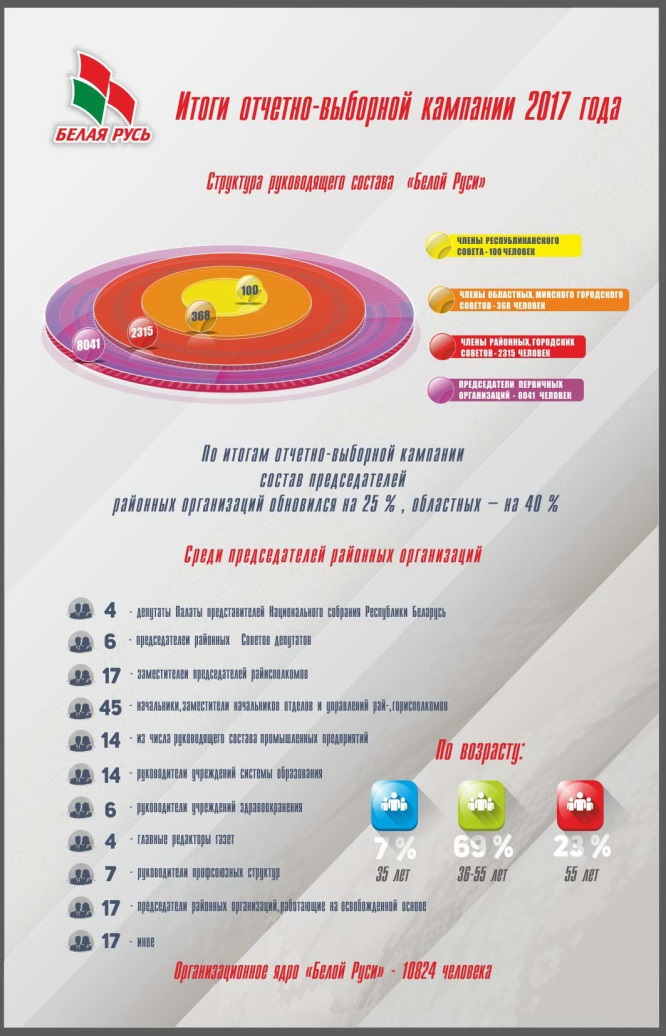 БЕЛАЯ РУСЬ
Итоги отчетно-выборной кампании 2017 года
Структура руководящего состава «Белой Руси»
100
368
2315
8041
ЧЛЕНЫ РЕСПУБЛИКАНСКОГО
СОВЕТА - 100 ЧЕЛОВЕК
ЧЛЕНЫ ОБЛАСТНЫХ, МИНСКОГО ГОРОДСКОГО
СОВЕТОВ - 368 ЧЕЛОВЕК
ЧЛЕНЫ РАЙОННЫХ, ГОРОДСКИХ
СОВЕТОВ - 2315 ЧЕЛОВЕК
ПРЕДСЕДАТЕЛИ ПЕРВИЧНЫХ
ОРГАНИЗАЦИЙ - 8041 ЧЕЛОВЕК
По итогам отчетно-выборной кампании
состав председателей
районных организаций обновился на 25 % , областных – на 40 %
Среди председателей районных организаций
4 - депутаты Палаты представителей Национального собрания Республики Беларусь
6 - председателей районных Советов депутатов
17 - заместителей председателей райисполкомов
45 - начальники,заместители начальников отделов и управлений рай-,горисполкомов
14 - из числа руководящего состава промышленных предприятий
14 - руководители учреждений системы образования
6 - руководители учреждений здравоохранения
4 - главные редакторы газет
7 - руководители профсоюзных структур
17 - председатели районных организаций,работающие на освобожденной основе
17 - иное
По возрасту:
7 %
69 %
23 %
35 лет
36-55 лет
55 лет
Организационное ядро «Белой Руси» - 10824 человека